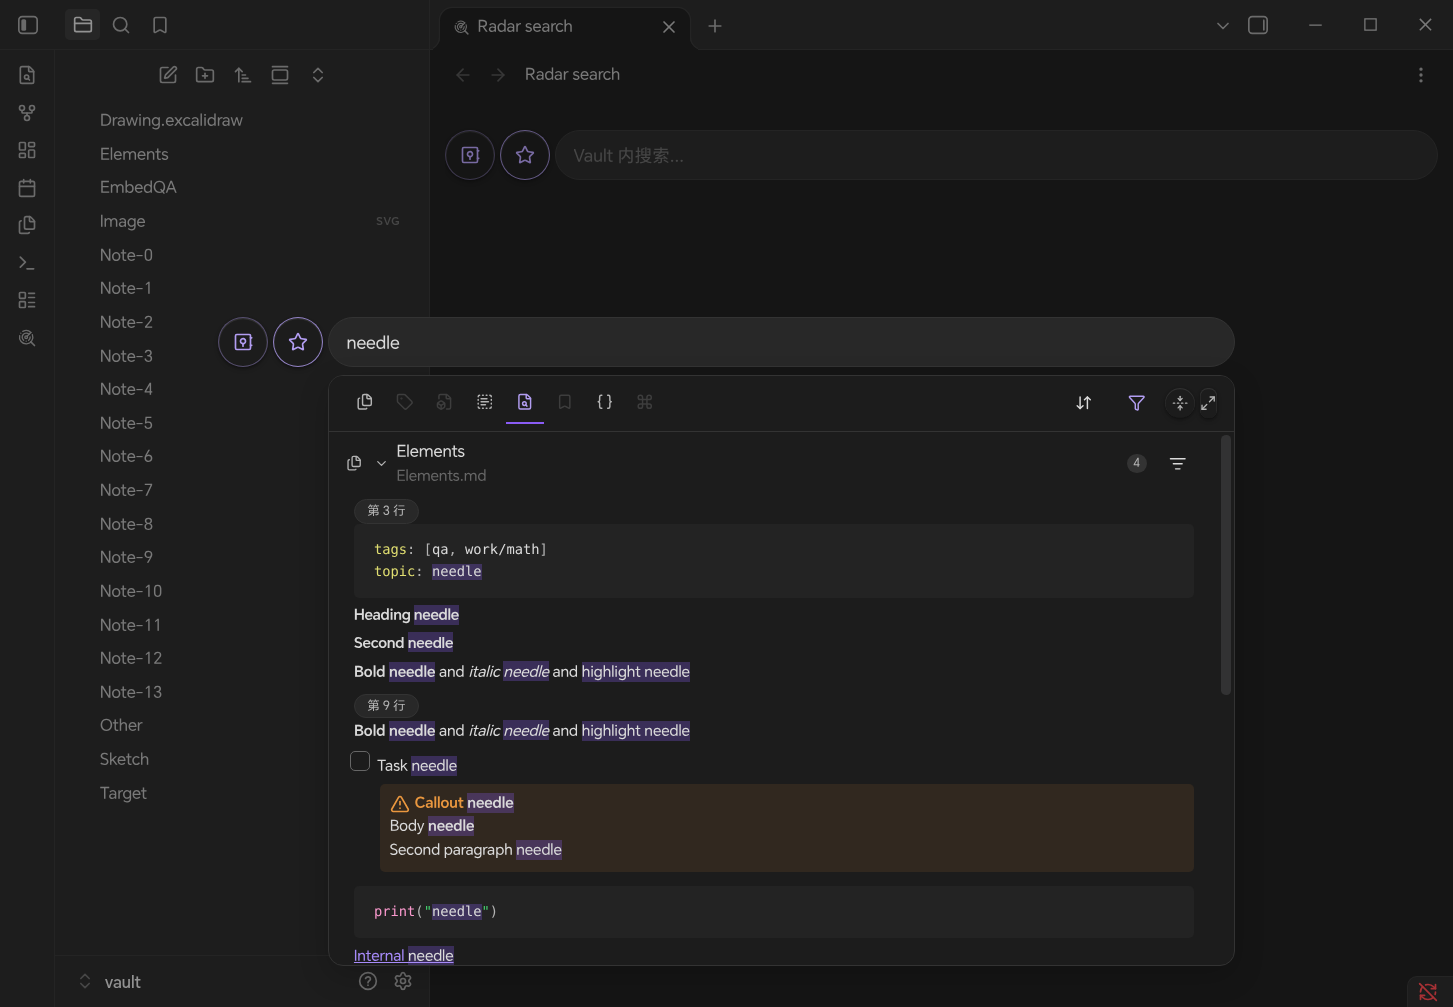 Radar search
Radar search
Vault 内搜索...
Drawing.excalidraw
Elements
EmbedQA
Image
SVG
Note-0
Note-1
Note-2
Note-3
Note-4
Note-5
Note-6
Note-7
Note-8
Note-9
Note-10
Note-11
Note-12
Note-13
Other
Sketch
Target
vault
needle
Elements
Elements.md
4
第 3 行
tags: [qa, work/math]
topic: needle
Heading needle
Second needle
Bold needle and italic needle and highlight needle
第 9 行
Bold needle and italic needle and highlight needle
Task needle
Callout needle
Body needle
Second paragraph needle
print("needle")
Internal needle